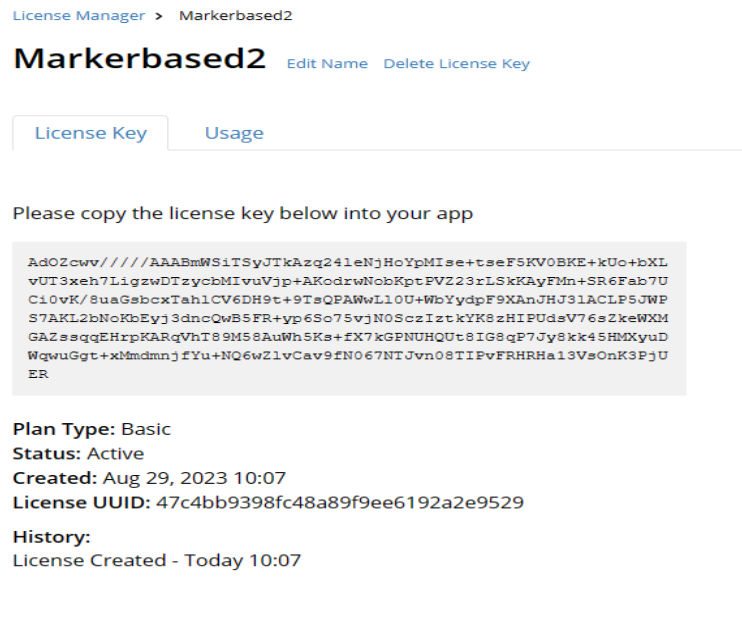 License Manager > Markerbased2
Markerbased2 Edit Name Delete License Key
License Key Usage
Please copy the license key below into your app
AdOZcwv/////AAABmWSiTSyJTkAzq24leNjHoYpMIse+tseF5KV0BKE+kUo+bXL
vUT3xeh7LigzwDTzycbMIvuVjp+AKodrwNobKptPVZ23rLSkKAyFMn+SR6Fab7U
Ci0vK/8uaGsbcxTahlCV6DH9t+9TsQPAWwLl0U+WbYydpF9XAnJHJ3lACLP5JWP
S7AKL2bNoKbEyj3dncQwB5FR+yp6So75vjN0SczIztkYK8zHIPUdsV76sZkeWXM
GAZssqqEHrpKARqVhT89M58AuWh5Ks+fX7kGPNUHQUt8IG8qP7Jy8kk45HMXyuD
WqwuGgt+xMmdmnjfYu+NQ6wZlvCav9fN067NTJvn08TIPvFRHRHa13VsOnK3PjU
ER
Plan Type: Basic
Status: Active
Created: Aug 29, 2023 10:07
License UUID: 47c4bb9398fc48a89f9ee6192a2e9529
History:
License Created - Today 10:07